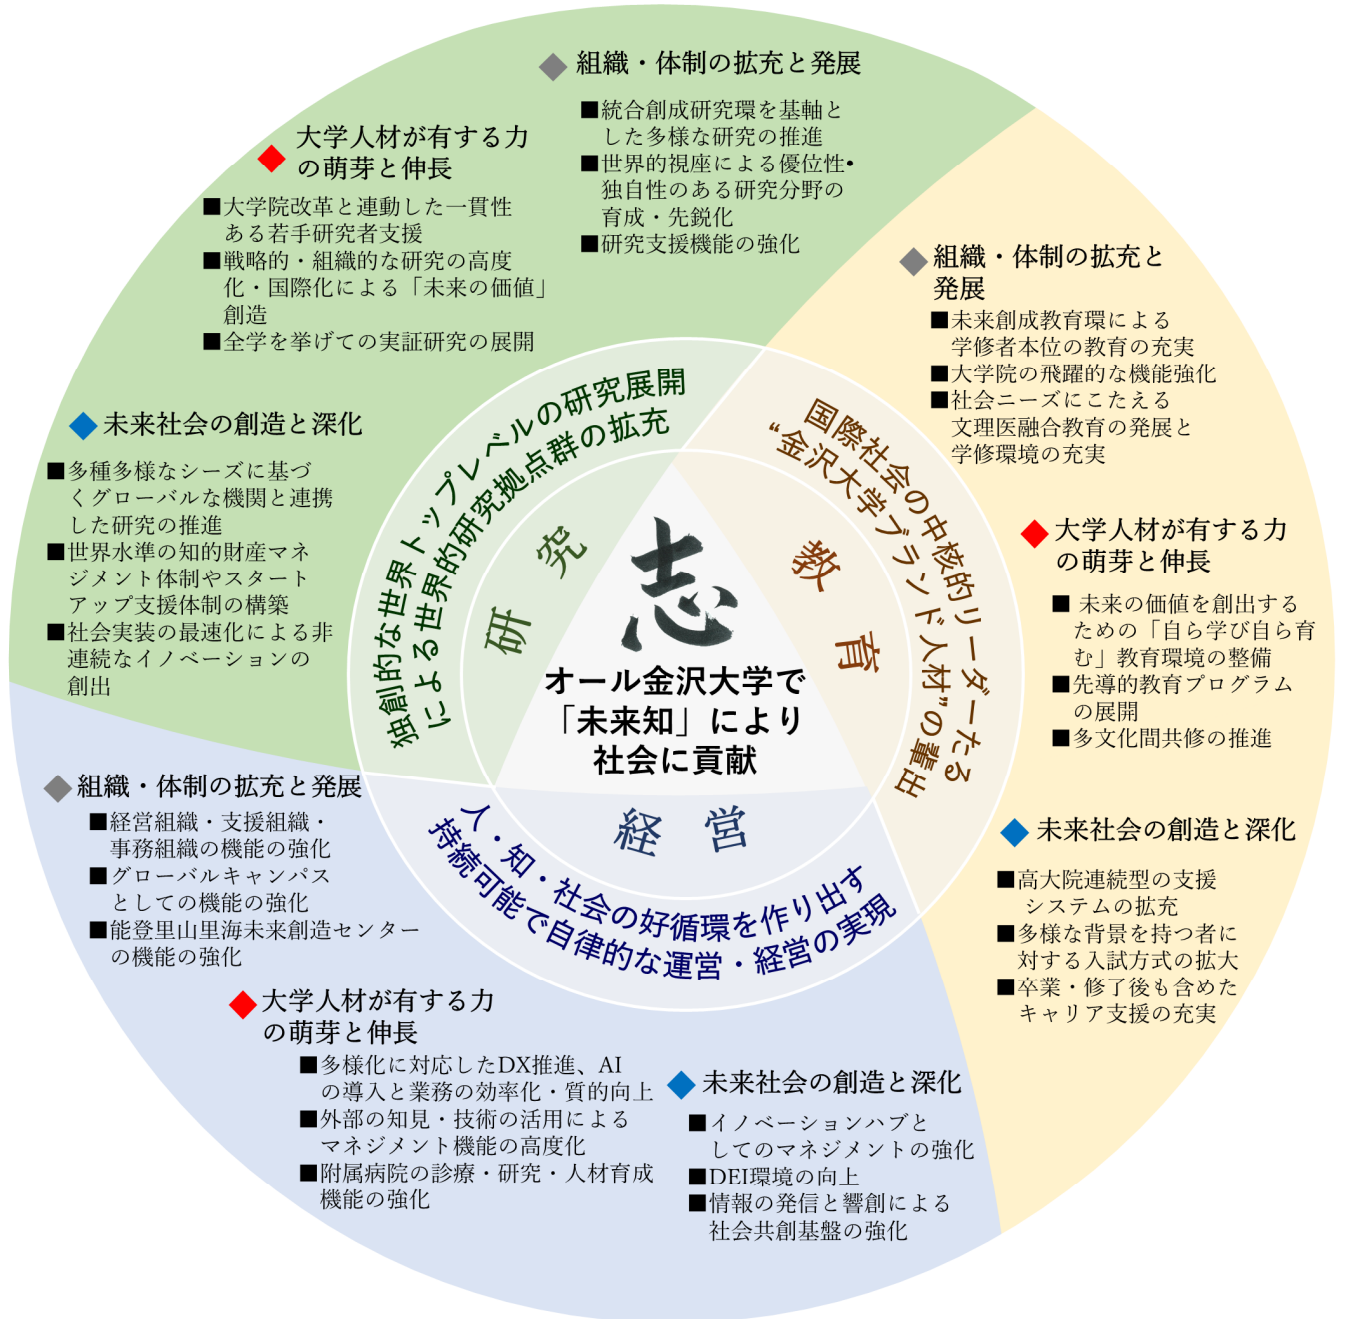 ◆組織・体制の拡充と発展
■統合創成研究環を基軸と
した多様な研究の推進
■世界的視座による優位性・
独自性のある研究分野の
育成・先鋭化
■研究支援機能の強化
◆大学人材が有する力
の萌芽と伸長
■大学院改革と連動した一貫性
ある若手研究者支援
■戦略的・組織的な研究の高度
化・国際化による「未来の価値」
創造
■全学を挙げての実証研究の展開
◆未来社会の創造と深化
■多種多様なシーズに基づ
くグローバルな機関と連携
した研究の推進
■世界水準の知的財産マネ
ジメント体制やスタート
アップ支援体制の構築
■社会実装の最速化による非
連続なイノベーションの
創出
◆組織・体制の拡充と
発展
■未来創成教育環による
学修者本位の教育の充実
■大学院の飛躍的な機能強化
■社会ニーズにこたえる
文理医融合教育の発展と
学修環境の充実
◆大学人材が有する力
の萌芽と伸長
■ 未来の価値を創出する
ための「自ら学び自ら育
む」教育環境の整備
■先導的教育プログラム
の展開
■多文化間共修の推進
◆未来社会の創造と深化
■高大院連続型の支援
システムの拡充
■多様な背景を持つ者に
対する入試方式の拡大
■卒業・修了後も含めた
キャリア支援の充実
独創的な世界トップレベルの研究展開
による世界的研究拠点群の拡充
研究
国際社会の中核的リーダーたる
“金沢大学ブランド人材”の輩出
教育
志
オール金沢大学で
「未来知」により
社会に貢献
経営
人・知・社会の好循環を作り出す
持続可能で自律的な運営・経営の実現
◆組織・体制の拡充と発展
■経営組織・支援組織・
事務組織の機能の強化
■グローバルキャンパス
としての機能の強化
■能登里山里海未来創造センター
の機能の強化
◆大学人材が有する力
の萌芽と伸長
■多様化に対応したDX推進、AI
の導入と業務の効率化・質的向上
■外部の知見・技術の活用による
マネジメント機能の高度化
■附属病院の診療・研究・人材育成
機能の強化
◆未来社会の創造と深化
■イノベーションハブと
してのマネジメントの強化
■DEI環境の向上
■情報の発信と響創による
社会共創基盤の強化